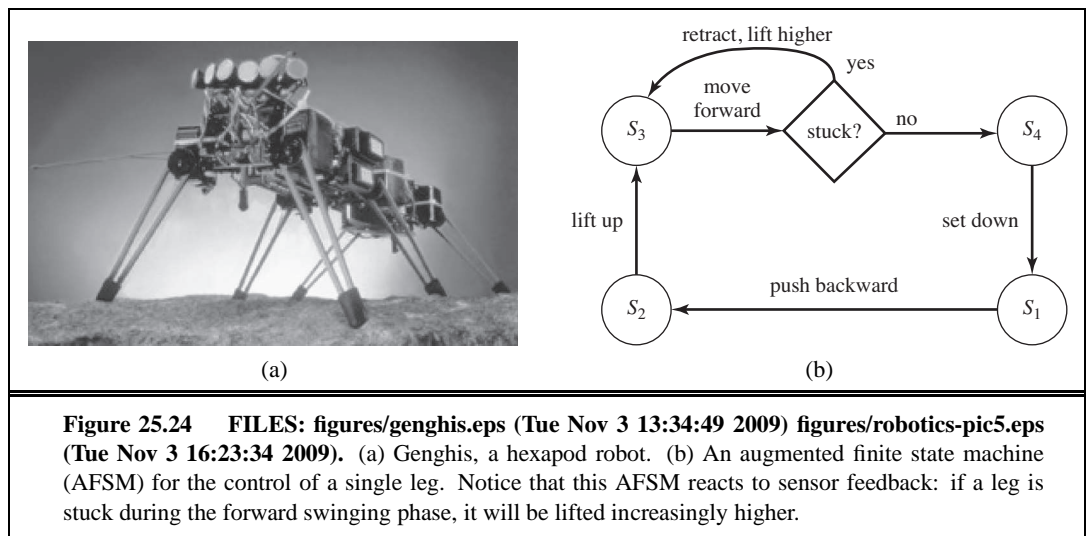 retract, lift higher
yes
move
forward
S3
stuck?
no
S4
lift up
set down
S2
push backward
S1
(a)
(b)
Figure 25.24 FILES: figures/genghis.eps (Tue Nov 3 13:34:49 2009) figures/robotics-pic5.eps
(Tue Nov 3 16:23:34 2009). (a) Genghis, a hexapod robot. (b) An augmented finite state machine
(AFSM) for the control of a single leg. Notice that this AFSM reacts to sensor feedback: if a leg is
stuck during the forward swinging phase, it will be lifted increasingly higher.